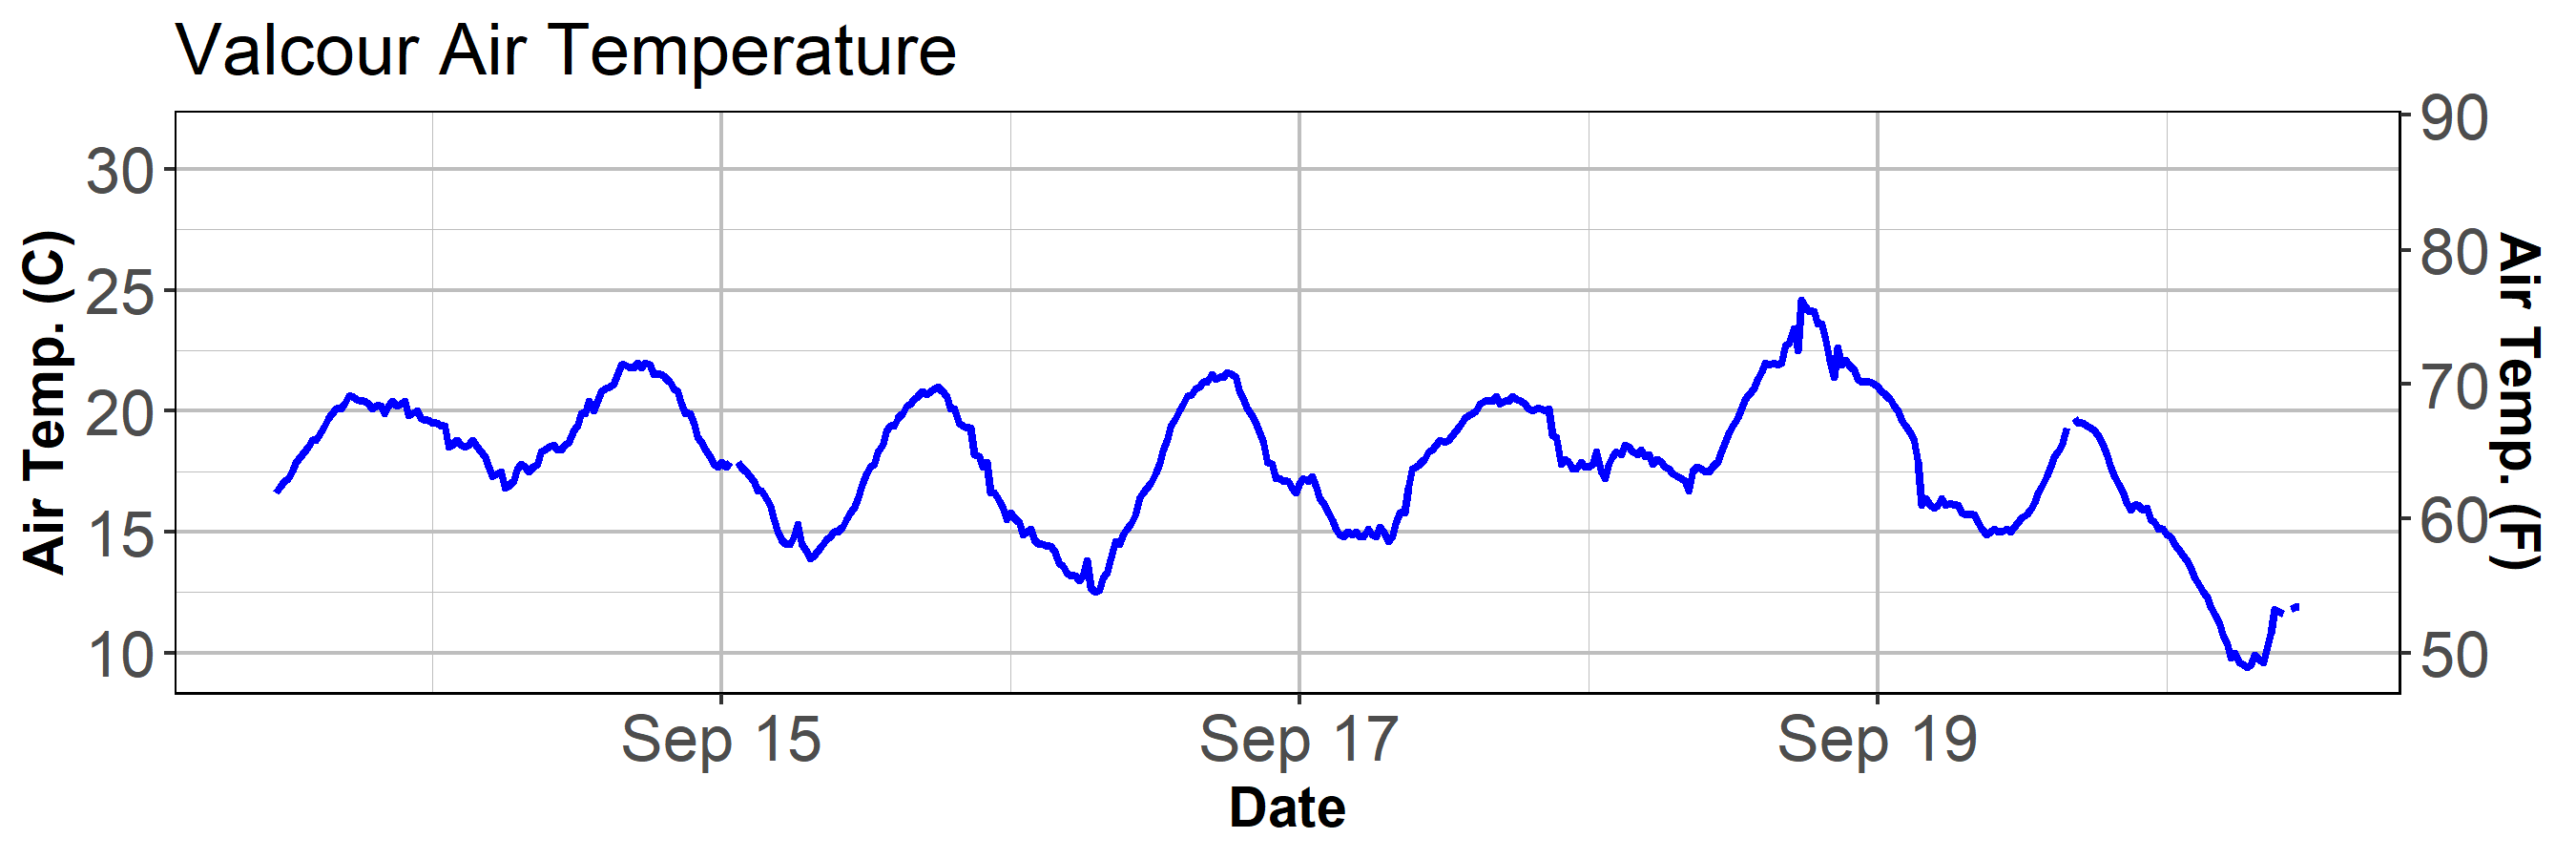 Valcour Air Temperature
Air Temp. (C)
30
25
20
15
10
90
80
70
60
50
Air Temp. (F)
Sep 15
Sep 17
Sep 19
Date